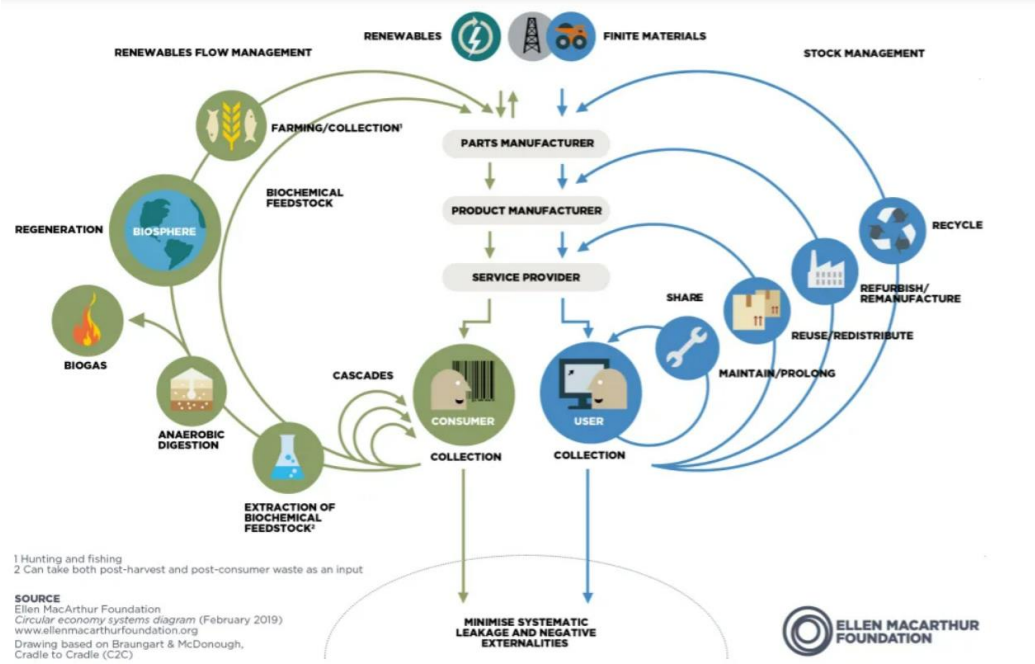 RENEWABLES
FINITE MATERIALS
RENEWABLES FLOW MANAGEMENT
STOCK MANAGEMENT
FARMING/COLLECTION¹
PARTS MANUFACTURER
BIOCHEMICAL
FEEDSTOCK
PRODUCT MANUFACTURER
REGENERATION
BIOSPHERE
RECYCLE
SERVICE PROVIDER
SHARE
REFURBISH/
REMANUFACTURE
REUSE/REDISTRIBUTE
BIOGAS
CASCADES
MAINTAIN/PROLONG
CONSUMER
USER
ANAEROBIC
DIGESTION
COLLECTION
COLLECTION
EXTRACTION OF
BIOCHEMICAL
FEEDSTOCK²
1 Hunting and fishing
2 Can take both post-harvest and post-consumer waste as an input
SOURCE
Ellen MacArthur Foundation
Circular economy systems diagram (February 2019)
www.ellenmacarthurfoundation.org
Drawing based on Braungart & McDonough,
Cradle to Cradle (C2C)
MINIMISE SYSTEMATIC
LEAKAGE AND NEGATIVE
EXTERNALITIES
ELLEN MACARTHUR
FOUNDATION